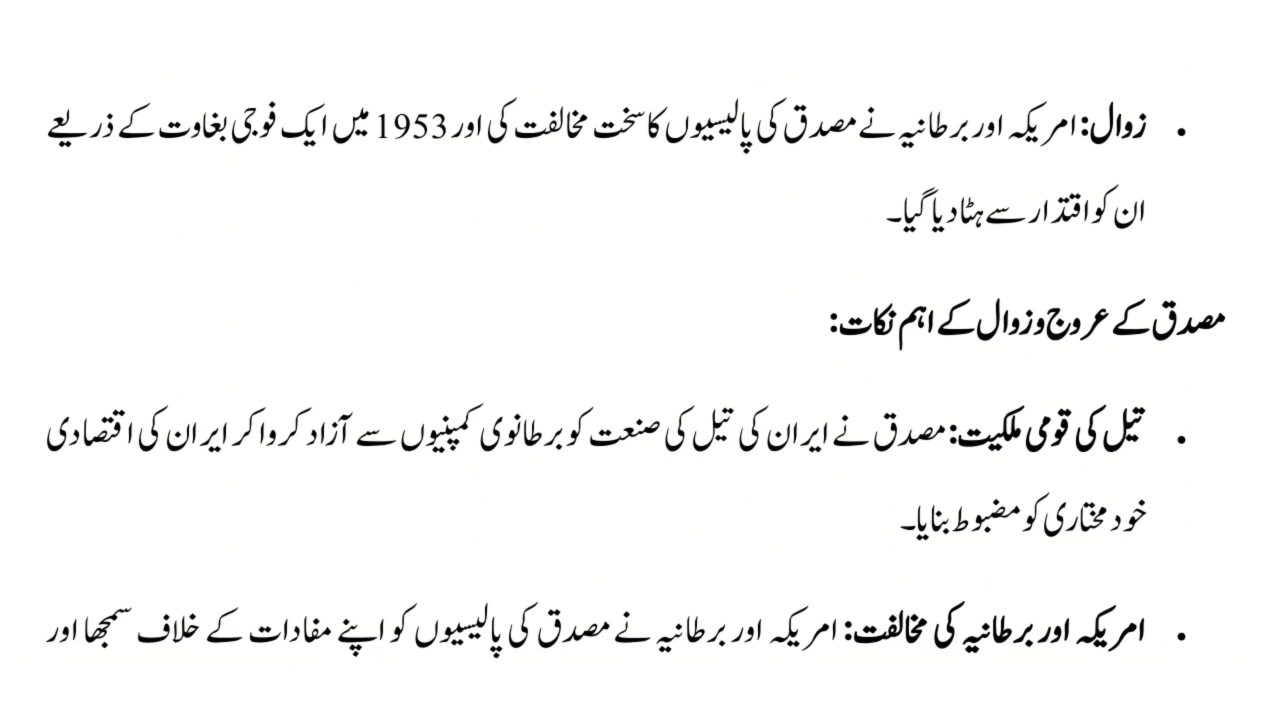 • زوال: امریکہ اور برطانیہ نے مصدق کی پالیسیوں کا سخت مخالفت کی اور 1953 میں ایک فوجی بغاوت کے ذریعے
ان کو اقتدار سے ہٹا دیا گیا۔
مصدق کے عروج و زوال کے اہم نکات:
• تیل کی قومی ملکیت: مصدق نے ایران کی تیل کی صنعت کو برطانوی کمپنیوں سے آزاد کروا کر ایران کی اقتصادی
خود مختاری کو مضبوط بنایا۔
• امریکہ اور برطانیہ کی مخالفت: امریکہ اور برطانیہ نے مصدق کی پالیسیوں کو اپنے مفادات کے خلاف سمجھا اور